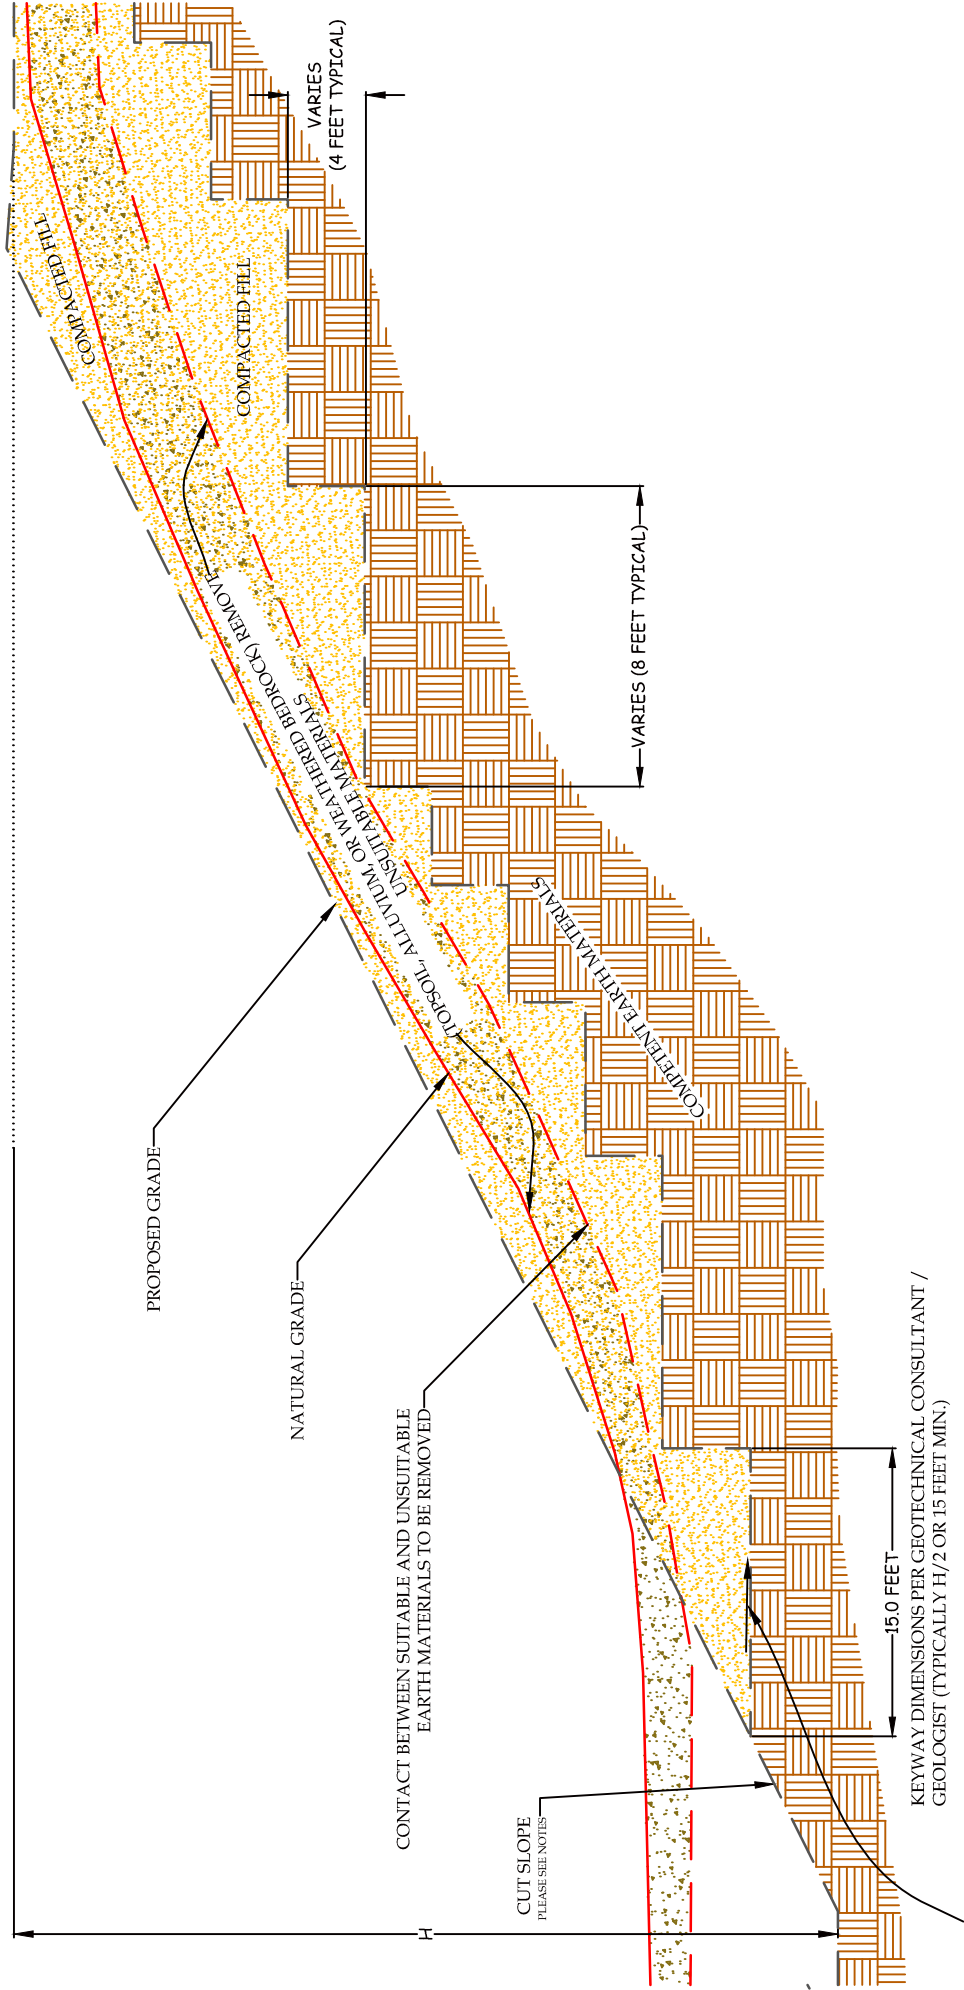 PROPOSED GRADE
NATURAL GRADE
CONTACT BETWEEN SUITABLE AND UNSUITABLE
EARTH MATERIALS TO BE REMOVED
CUT SLOPE
PLEASE SEE NOTES
H
COMPACTED FILL
COMPACTED FILL
VARIES
(4 FEET TYPICAL)
UNSUITABLE MATERIALS
(TOPSOIL, ALLUVIUM, OR WEATHERED BEDROCK) REMOVE
VARIES (8 FEET TYPICAL)
COMPETENT EARTH MATERIALS
15.0 FEET
KEYWAY DIMENSIONS PER GEOTECHNICAL CONSULTANT /
GEOLOGIST (TYPICALLY H/2 OR 15 FEET MIN.)